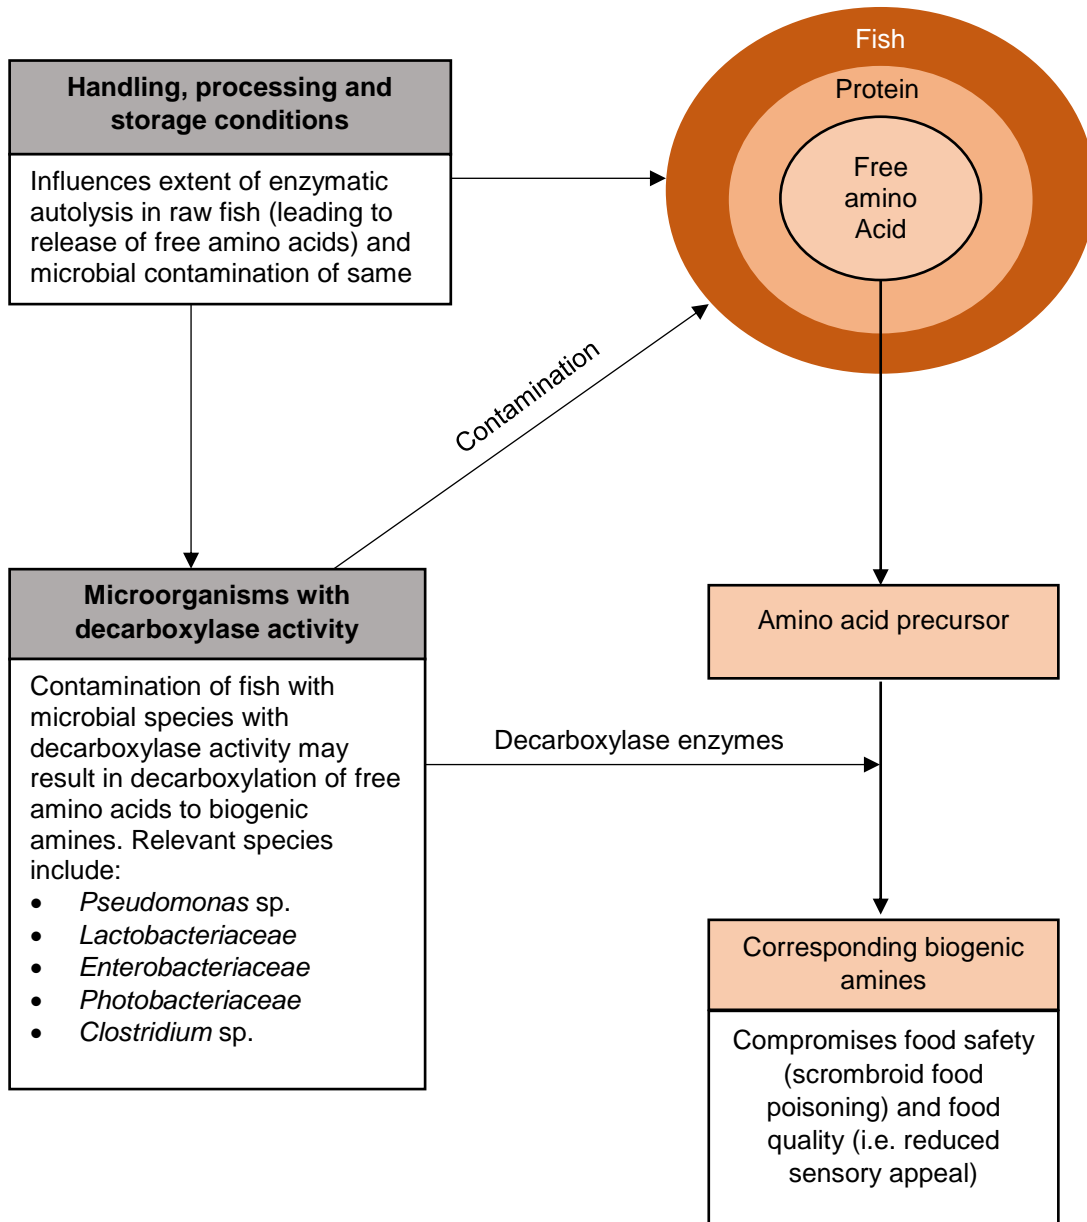 Handling, processing and
storage conditions
Influences extent of enzymatic
autolysis in raw fish (leading to
release of free amino acids) and
microbial contamination of same
Fish
Protein
Free
amino
Acid
Contamination
Microorganisms with
decarboxylase activity
Contamination of fish with
microbial species with
decarboxylase activity may
result in decarboxylation of free
amino acids to biogenic
amines. Relevant species
include:
• Pseudomonas sp.
• Lactobacteriaceae
• Enterobacteriaceae
• Photobacteriaceae
• Clostridium sp.
Decarboxylase enzymes
Amino acid precursor
Corresponding biogenic
amines
Compromises food safety
(scrombroid food
poisoning) and food
quality (i.e. reduced
sensory appeal)